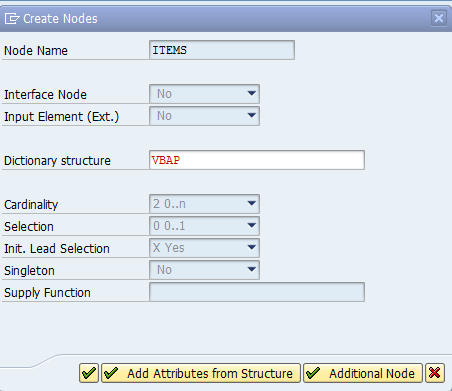 Create Nodes
Node Name ITEMS
Interface Node No
Input Element (Ext.) No
Dictionary structure VBAP
Cardinality 2 0..n
Selection 0 0..1
Init. Lead Selection X Yes
Singleton No
Supply Function
Add Attributes from Structure Additional Node